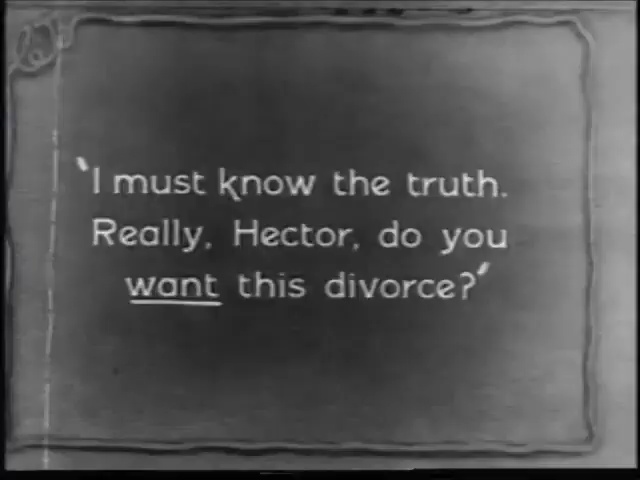 'I must know the truth.
Really, Hector, do you
want this divorce?'